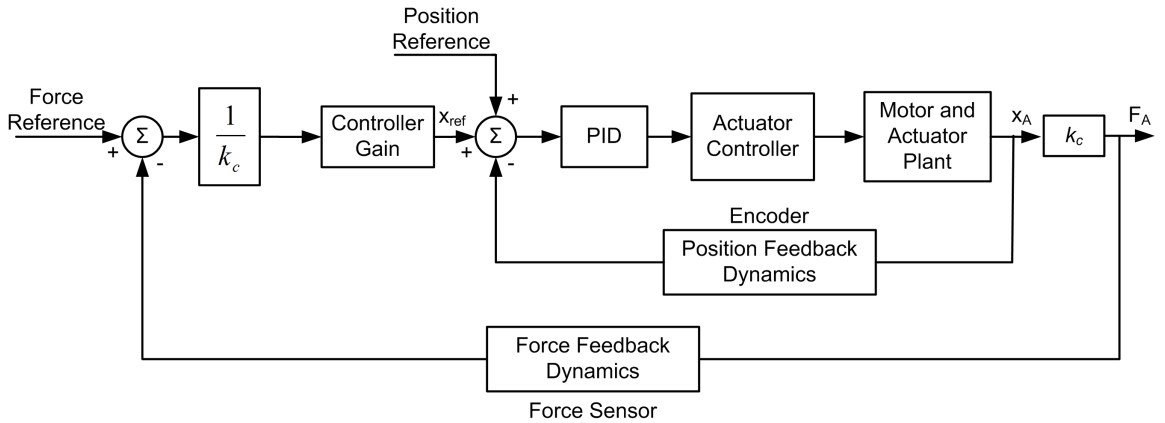 Position
Reference
Force
Reference
+
-
Σ
1
k_c
Controller
Gain
x_ref
+
+
-
Σ
PID
Actuator
Controller
Motor and
Actuator
Plant
x_A
k_c
F_A
Encoder
Position Feedback
Dynamics
Force Feedback
Dynamics
Force Sensor